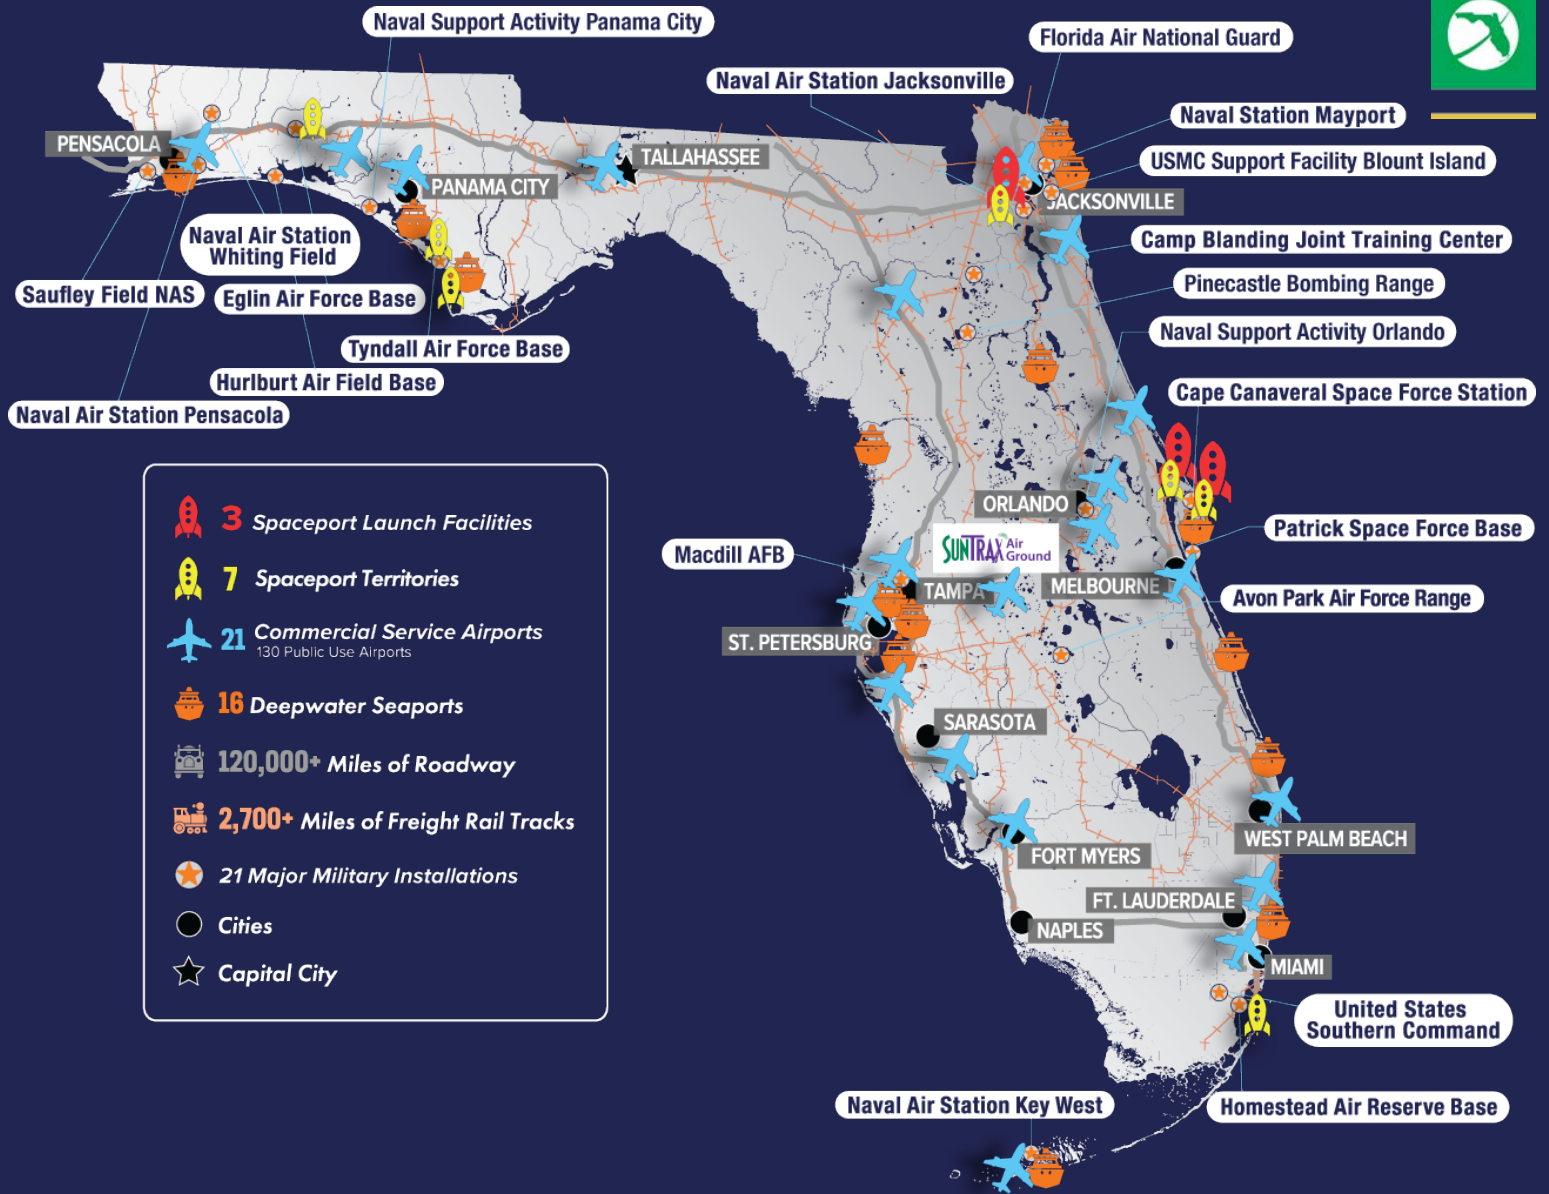 Naval Support Activity Panama City
Florida Air National Guard
Naval Air Station Jacksonville
Naval Station Mayport
USMC Support Facility Blount Island
PENSACOLA
TALLAHASSEE
PANAMA CITY
JACKSONVILLE
Camp Blanding Joint Training Center
Naval Air Station
Whiting Field
Pinecastle Bombing Range
Saufley Field NAS
Eglin Air Force Base
Naval Support Activity Orlando
Tyndall Air Force Base
Hurlburt Air Field Base
Cape Canaveral Space Force Station
Naval Air Station Pensacola
ORLANDO
Patrick Space Force Base
SUNTRAX Air
Ground
Macdill AFB
TAMPA
MELBOURNE
Avon Park Air Force Range
ST. PETERSBURG
SARASOTA
WEST PALM BEACH
FORT MYERS
FT. LAUDERDALE
NAPLES
MIAMI
United States
Southern Command
Naval Air Station Key West
Homestead Air Reserve Base
3 Spaceport Launch Facilities
7 Spaceport Territories
21 Commercial Service Airports
130 Public Use Airports
16 Deepwater Seaports
120,000+ Miles of Roadway
2,700+ Miles of Freight Rail Tracks
21 Major Military Installations
Cities
Capital City